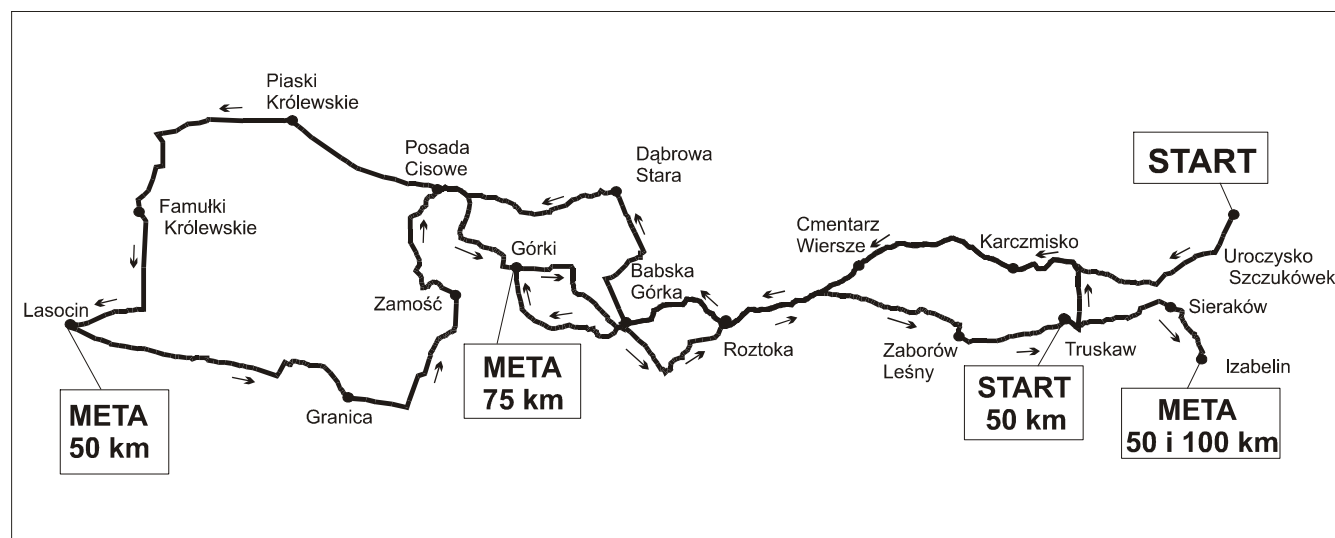 Piaski
Królewskie
Posada
Cisowe
Dąbrowa
Stara
START
Famułki
Królewskie
Cmentarz
Wiersze
Karczmisko
Uroczysko
Szczukówek
Górki
Babska
Górka
Zamość
Lasocin
Sieraków
Roztoka
Zaborów
Leśny
Truskaw
Izabelin
META
75 km
START
50 km
META
50 km
Granica
META
50 i 100 km